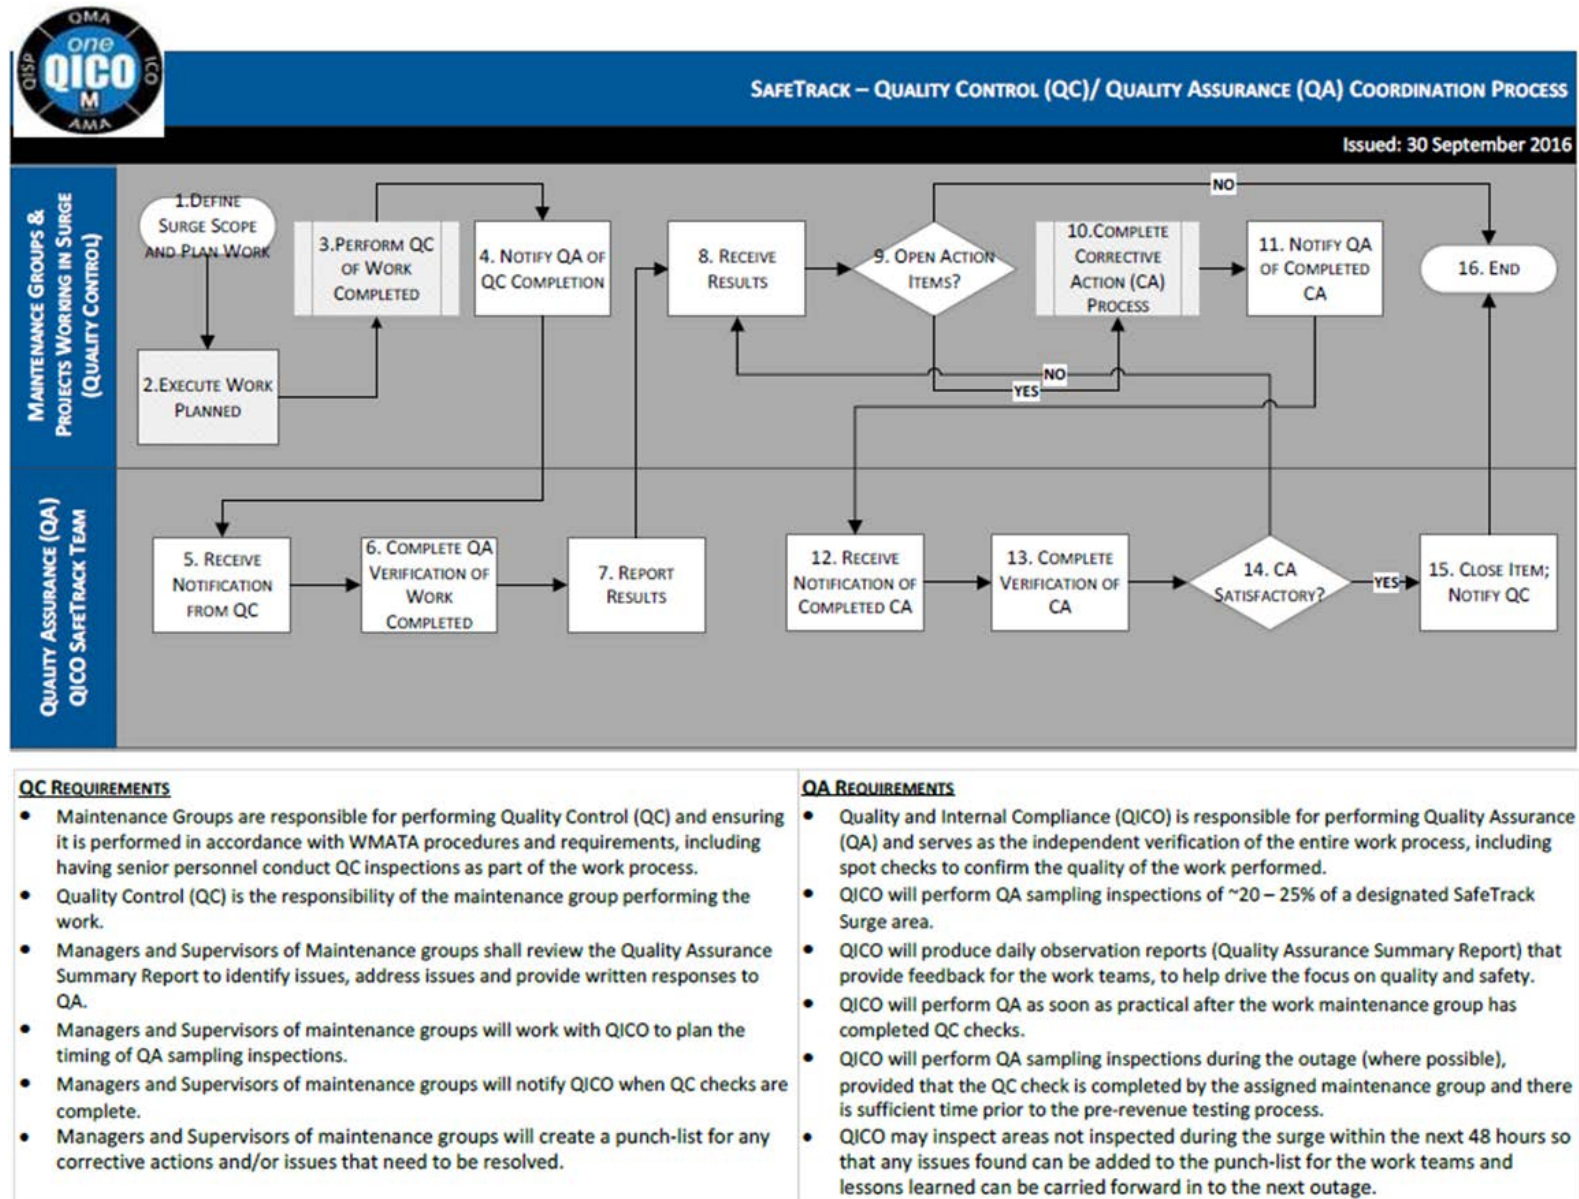 QMA
QISP
one
ICO
QICO
M
AMA
SAFETRACK – QUALITY CONTROL (QC)/ QUALITY ASSURANCE (QA) COORDINATION PROCESS
Issued: 30 September 2016
MAINTENANCE GROUPS &
PROJECTS WORKING IN SURGE
(QUALITY CONTROL)
1.DEFINE
SURGE SCOPE
AND PLAN WORK
2.EXECUTE WORK
PLANNED
3.PERFORM QC
OF WORK
COMPLETED
4. NOTIFY QA OF
QC COMPLETION
8. RECEIVE
RESULTS
9. OPEN ACTION
ITEMS?
NO
YES
10.COMPLETE
CORRECTIVE
ACTION (CA)
PROCESS
11. NOTIFY QA
OF COMPLETED
CA
16. END
NO
QUALITY ASSURANCE (QA)
QICO SAFETRACK TEAM
5. RECEIVE
NOTIFICATION
FROM QC
6. COMPLETE QA
VERIFICATION OF
WORK
COMPLETED
7. REPORT
RESULTS
12. RECEIVE
NOTIFICATION OF
COMPLETED CA
13. COMPLETE
VERIFICATION OF
CA
14. CA
SATISFACTORY?
YES
15. CLOSE ITEM;
NOTIFY QC
QC REQUIREMENTS
• Maintenance Groups are responsible for performing Quality Control (QC) and ensuring
it is performed in accordance with WMATA procedures and requirements, including
having senior personnel conduct QC inspections as part of the work process.
• Quality Control (QC) is the responsibility of the maintenance group performing the
work.
• Managers and Supervisors of Maintenance groups shall review the Quality Assurance
Summary Report to identify issues, address issues and provide written responses to
QA.
• Managers and Supervisors of maintenance groups will work with QICO to plan the
timing of QA sampling inspections.
• Managers and Supervisors of maintenance groups will notify QICO when QC checks are
complete.
• Managers and Supervisors of maintenance groups will create a punch-list for any
corrective actions and/or issues that need to be resolved.
QA REQUIREMENTS
• Quality and Internal Compliance (QICO) is responsible for performing Quality Assurance
(QA) and serves as the independent verification of the entire work process, including
spot checks to confirm the quality of the work performed.
• QICO will perform QA sampling inspections of ~20 – 25% of a designated SafeTrack
Surge area.
• QICO will produce daily observation reports (Quality Assurance Summary Report) that
provide feedback for the work teams, to help drive the focus on quality and safety.
• QICO will perform QA as soon as practical after the work maintenance group has
completed QC checks.
• QICO will perform QA sampling inspections during the outage (where possible),
provided that the QC check is completed by the assigned maintenance group and there
is sufficient time prior to the pre-revenue testing process.
• QICO may inspect areas not inspected during the surge within the next 48 hours so
that any issues found can be added to the punch-list for the work teams and
lessons learned can be carried forward in to the next outage.